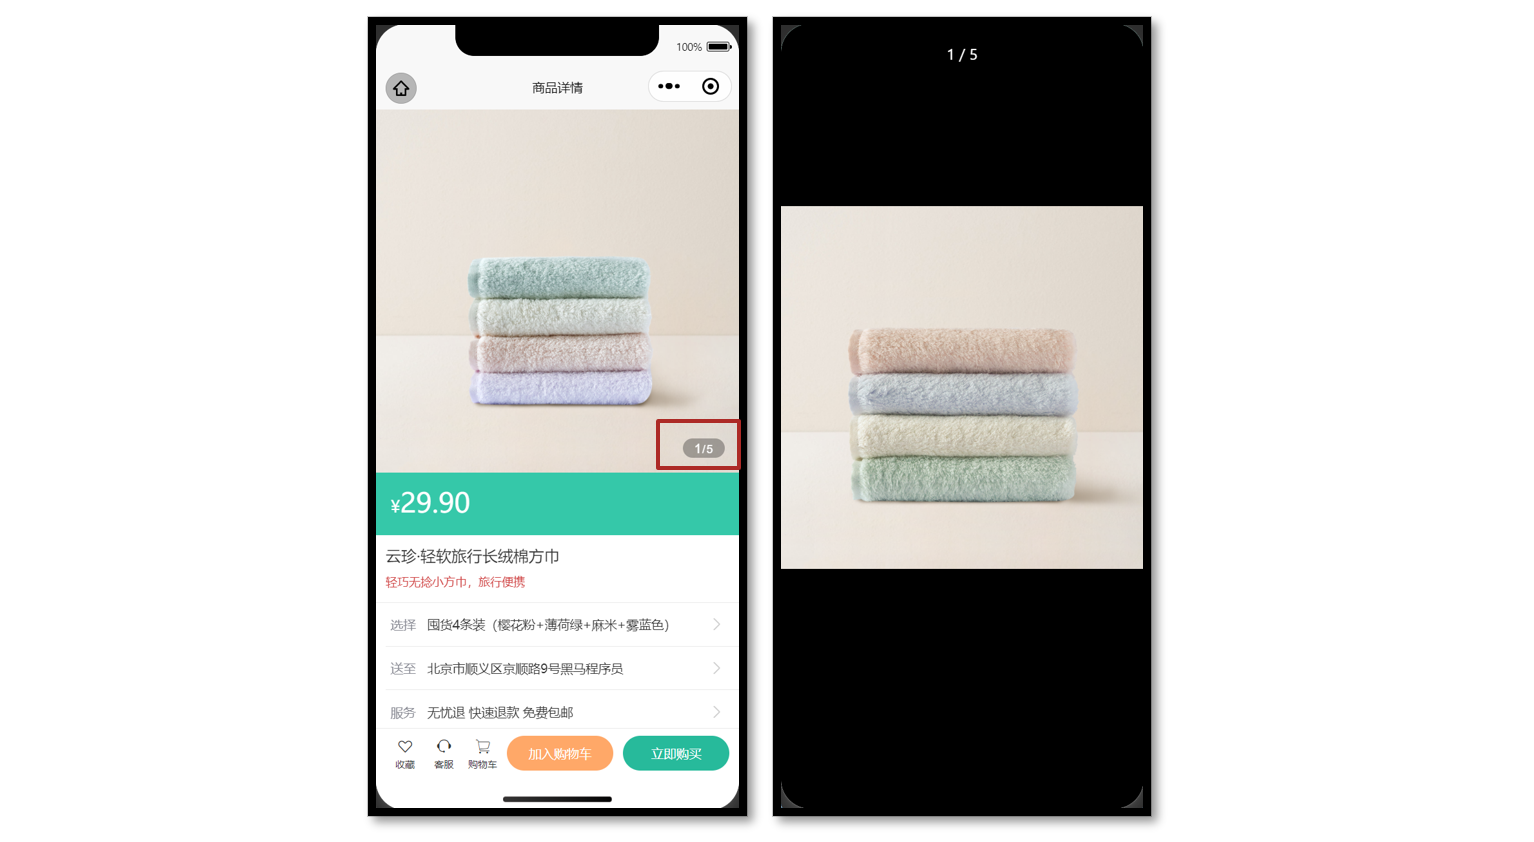 100%
商品详情
1/5
¥29.90
云珍·轻软旅行长绒棉方巾
轻巧无捻小方巾，旅行便携
选择 囤货4条装（樱花粉+薄荷绿+麻米+雾蓝色）
送至 北京市顺义区京顺路9号黑马程序员
服务 无忧退 快速退款 免费包邮
收藏 客服 购物车 加入购物车 立即购买
1 / 5